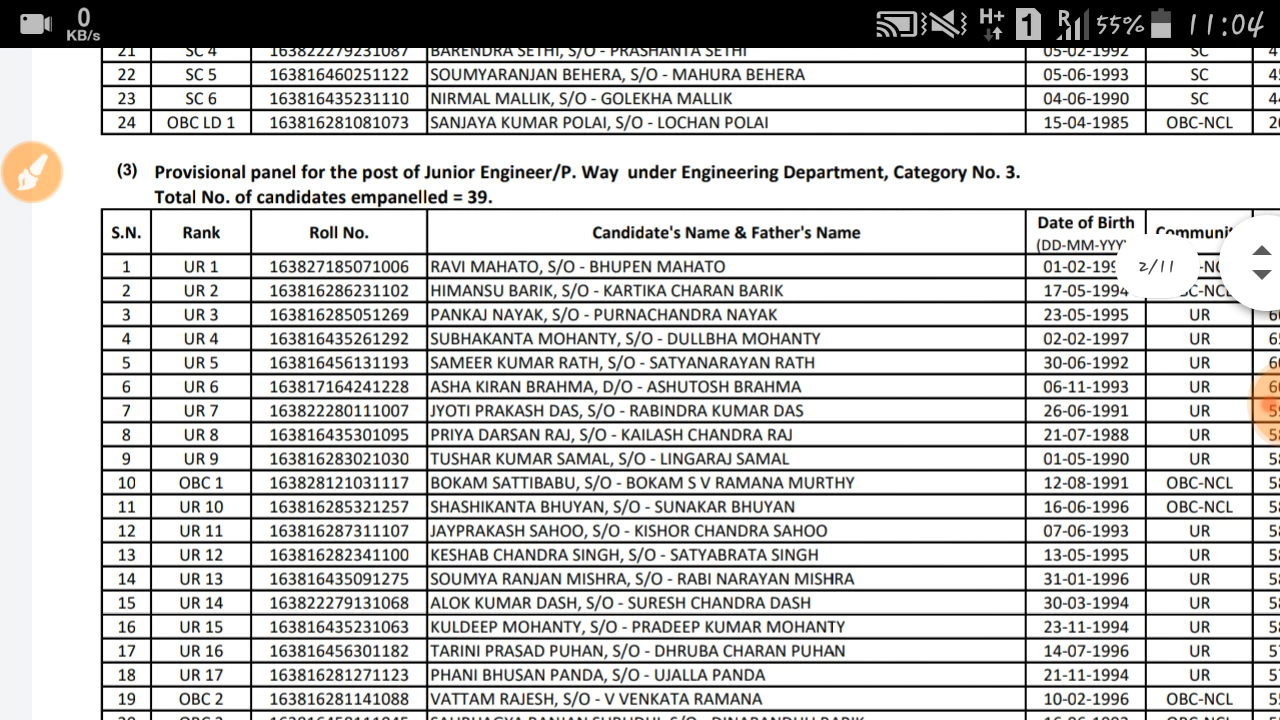 0
KB/s
H+ 1 R 55% 11:04
21 SC 4 163822279231087 BARENDRA SETHI, S/O - PRASHANTA SETHI 05-02-1992 SC
22 SC 5 163816460251122 SOUMYARANJAN BEHERA, S/O - MAHURA BEHERA 05-06-1993 SC
23 SC 6 163816435231110 NIRMAL MALLIK, S/O - GOLEKHA MALLIK 04-06-1990 SC
24 OBC LD 1 163816281081073 SANJAYA KUMAR POLAI, S/O - LOCHAN POLAI 15-04-1985 OBC-NCL
(3) Provisional panel for the post of Junior Engineer/P. Way under Engineering Department, Category No. 3.
Total No. of candidates empanelled = 39.
S.N. Rank Roll No. Candidate's Name & Father's Name Date of Birth
(DD-MM-YYY
1 UR 1 163827185071006 RAVI MAHATO, S/O - BHUPEN MAHATO 2/11
2 UR 2 163816286231102 HIMANSU BARIK, S/O - KARTIKA CHARAN BARIK 17-05-1994
3 UR 3 163816285051269 PANKAJ NAYAK, S/O - PURNACHANDRA NAYAK 23-05-1995 UR
4 UR 4 163816435261292 SUBHAKANTA MOHANTY, S/O - DULLBHA MOHANTY 02-02-1997 UR
5 UR 5 163816456131193 SAMEER KUMAR RATH, S/O - SATYANARAYAN RATH 30-06-1992 UR
6 UR 6 163817164241228 ASHA KIRAN BRAHMA, D/O - ASHUTOSH BRAHMA 06-11-1993 UR
7 UR 7 163822280111007 JYOTI PRAKASH DAS, S/O - RABINDRA KUMAR DAS 26-06-1991 UR
8 UR 8 163816435301095 PRIYA DARSAN RAJ, S/O - KAILASH CHANDRA RAJ 21-07-1988 UR
9 UR 9 163816283021030 TUSHAR KUMAR SAMAL, S/O - LINGARAJ SAMAL 01-05-1990 UR
10 OBC 1 163828121031117 BOKAM SATTIBABU, S/O - BOKAM S V RAMANA MURTHY 12-08-1991 OBC-NCL
11 UR 10 163816285321257 SHASHIKANTA BHUYAN, S/O - SUNAKAR BHUYAN 16-06-1996 OBC-NCL
12 UR 11 163816287311107 JAYPRAKASH SAHOO, S/O - KISHOR CHANDRA SAHOO 07-06-1993 UR
13 UR 12 163816282341100 KESHAB CHANDRA SINGH, S/O - SATYABRATA SINGH 13-05-1995 UR
14 UR 13 163816435091275 SOUMYA RANJAN MISHRA, S/O - RABI NARAYAN MISHRA 31-01-1996 UR
15 UR 14 163822279131068 ALOK KUMAR DASH, S/O - SURESH CHANDRA DASH 30-03-1994 UR
16 UR 15 163816435231063 KULDEEP MOHANTY, S/O - PRADEEP KUMAR MOHANTY 23-11-1994 UR
17 UR 16 163816456301182 TARINI PRASAD PUHAN, S/O - DHRUBA CHARAN PUHAN 14-07-1996 UR
18 UR 17 163816281271123 PHANI BHUSAN PANDA, S/O - UJALLA PANDA 21-11-1994 UR
19 OBC 2 163816281141088 VATTAM RAJESH, S/O - V VENKATA RAMANA 10-02-1996 OBC-NCL